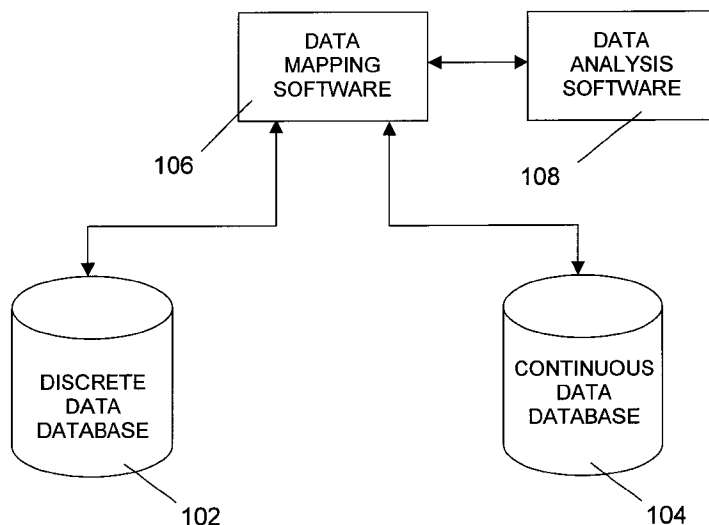 DATA
MAPPING
SOFTWARE
DATA
ANALYSIS
SOFTWARE
106
108
DISCRETE
DATA
DATABASE
CONTINUOUS
DATA
DATABASE
102
104